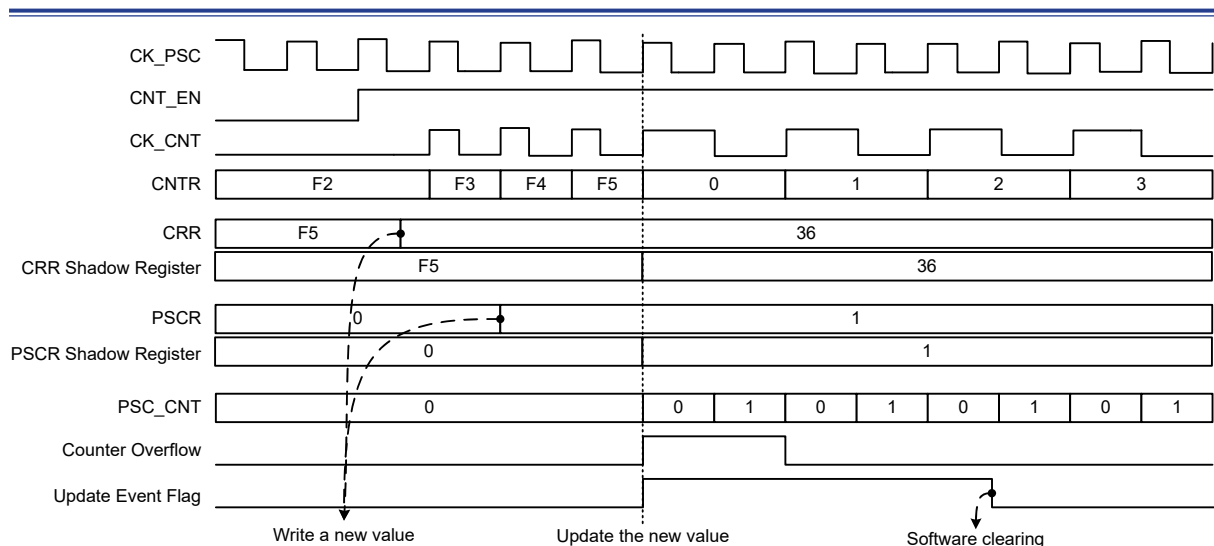 CK_PSC
CNT_EN
CK_CNT
CNTR F2 F3 F4 F5 0 1 2 3
CRR F5 36
CRR Shadow Register F5 36
PSCR 0 1
PSCR Shadow Register 0 1
PSC_CNT 0 0 1 0 1 0 1 0 1
Counter Overflow
Update Event Flag
Write a new value Update the new value Software clearing